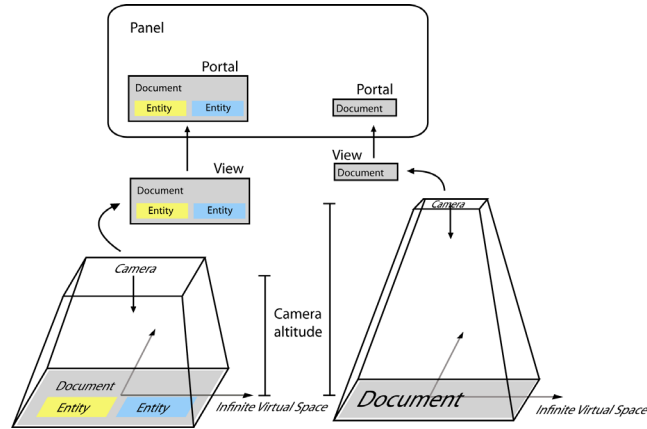 Panel
Portal
Document
Entity Entity
Portal
Document
View
Document
Entity Entity
View
Document
Camera
Camera
Camera
altitude
Document
Entity Entity
Infinite Virtual Space
Document
Infinite Virtual Space